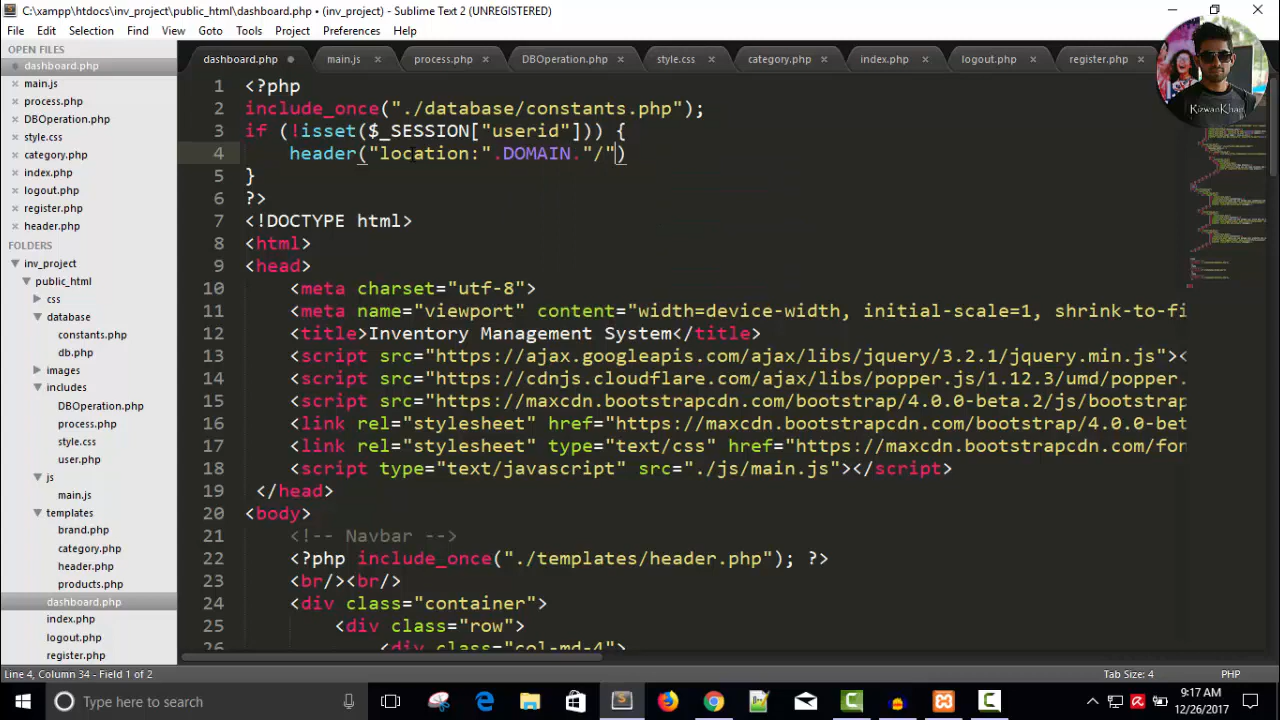 C:\xampp\htdocs\inv_project\public_html\dashboard.php • (inv_project) - Sublime Text 2 (UNREGISTERED)
File Edit Selection Find View Goto Tools Project Preferences Help
OPEN FILES
dashboard.php
main.js
process.php
DBOperation.php
style.css
category.php
index.php
logout.php
register.php
header.php
FOLDERS
inv_project
public_html
css
database
constants.php
db.php
images
includes
DBOperation.php
process.php
style.css
user.php
js
main.js
templates
brand.php
category.php
header.php
products.php
dashboard.php
index.php
logout.php
register.php
dashboard.php main.js process.php DBOperation.php style.css category.php index.php logout.php register.php
1 <?php
2 include_once("./database/constants.php");
3 if (!isset($_SESSION["userid"])) {
4 header("location:".DOMAIN."/")
5 }
6 ?>
7 <!DOCTYPE html>
8 <html>
9 <head>
10 <meta charset="utf-8">
11 <meta name="viewport" content="width=device-width, initial-scale=1, shrink-to-fi
12 <title>Inventory Management System</title>
13 <script src="https://ajax.googleapis.com/ajax/libs/jquery/3.2.1/jquery.min.js"><
14 <script src="https://cdnjs.cloudflare.com/ajax/libs/popper.js/1.12.3/umd/popper.
15 <script src="https://maxcdn.bootstrapcdn.com/bootstrap/4.0.0-beta.2/js/bootstrap
16 <link rel="stylesheet" href="https://maxcdn.bootstrapcdn.com/bootstrap/4.0.0-bet
17 <link rel="stylesheet" type="text/css" href="https://maxcdn.bootstrapcdn.com/fon
18 <script type="text/javascript" src="./js/main.js"></script>
19 </head>
20 <body>
21 <!-- Navbar -->
22 <?php include_once("./templates/header.php"); ?>
23 <br/><br/>
24 <div class="container">
25 <div class="row">
26 <div class="col-md-4">
RIZWANKHAN
Line 4, Column 34 - Field 1 of 2
Tab Size: 4
PHP
Type here to search
9:17 AM
12/26/2017